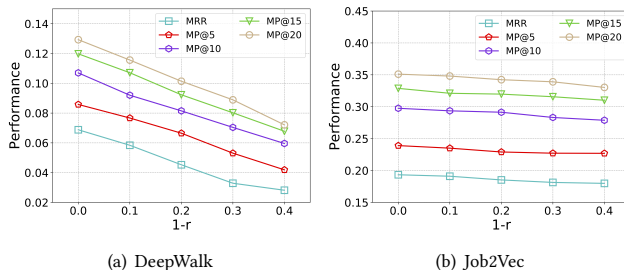 MRR
MP@5
MP@10
MP@15
MP@20
0.14
0.12
0.10
0.08
0.06
0.04
0.02
Performance
0.0 0.1 0.2 0.3 0.4
1-r
(a) DeepWalk
MRR
MP@5
MP@10
MP@15
MP@20
0.45
0.40
0.35
0.30
0.25
0.20
0.15
Performance
0.0 0.1 0.2 0.3 0.4
1-r
(b) Job2Vec